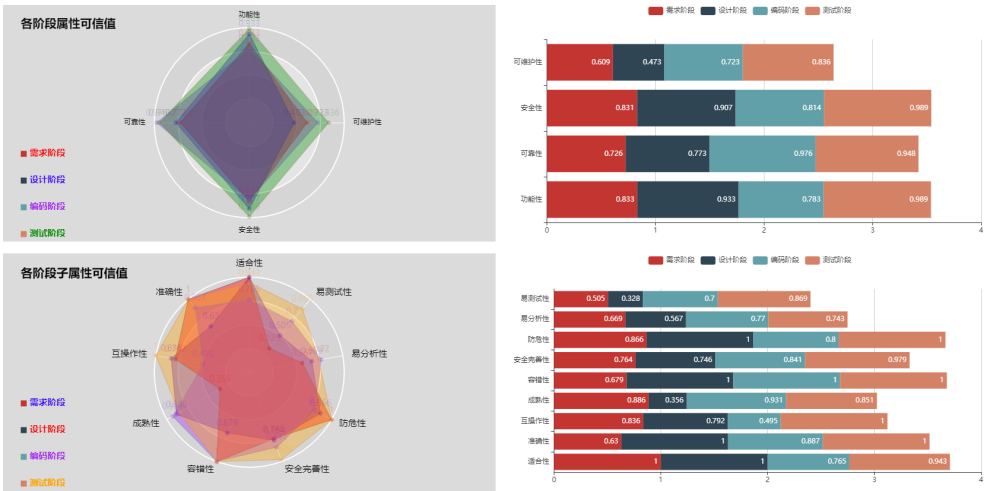 各阶段属性可信值
功能性
可靠性
可维护性
安全性
需求阶段
设计阶段
编码阶段
测试阶段
需求阶段 设计阶段 编码阶段 测试阶段
可维护性 0.609 0.473 0.723 0.836
安全性 0.831 0.907 0.814 0.989
可靠性 0.726 0.773 0.976 0.948
功能性 0.833 0.933 0.783 0.989
0 1 2 3 4
各阶段子属性可信值
适合性
准确性
易测试性
互操作性
易分析性
成熟性
防危性
容错性
安全完善性
需求阶段
设计阶段
编码阶段
测试阶段
需求阶段 设计阶段 编码阶段 测试阶段
易测试性 0.505 0.328 0.7 0.869
易分析性 0.669 0.567 0.77 0.743
防危性 0.866 1 0.8 1
安全完善性 0.764 0.746 0.841 0.979
容错性 0.679 1 1 1
成熟性 0.886 0.356 0.931 0.851
互操作性 0.836 0.792 0.495 1
准确性 0.63 1 0.887 1
适合性 1 1 0.765 0.943
0 1 2 3 4